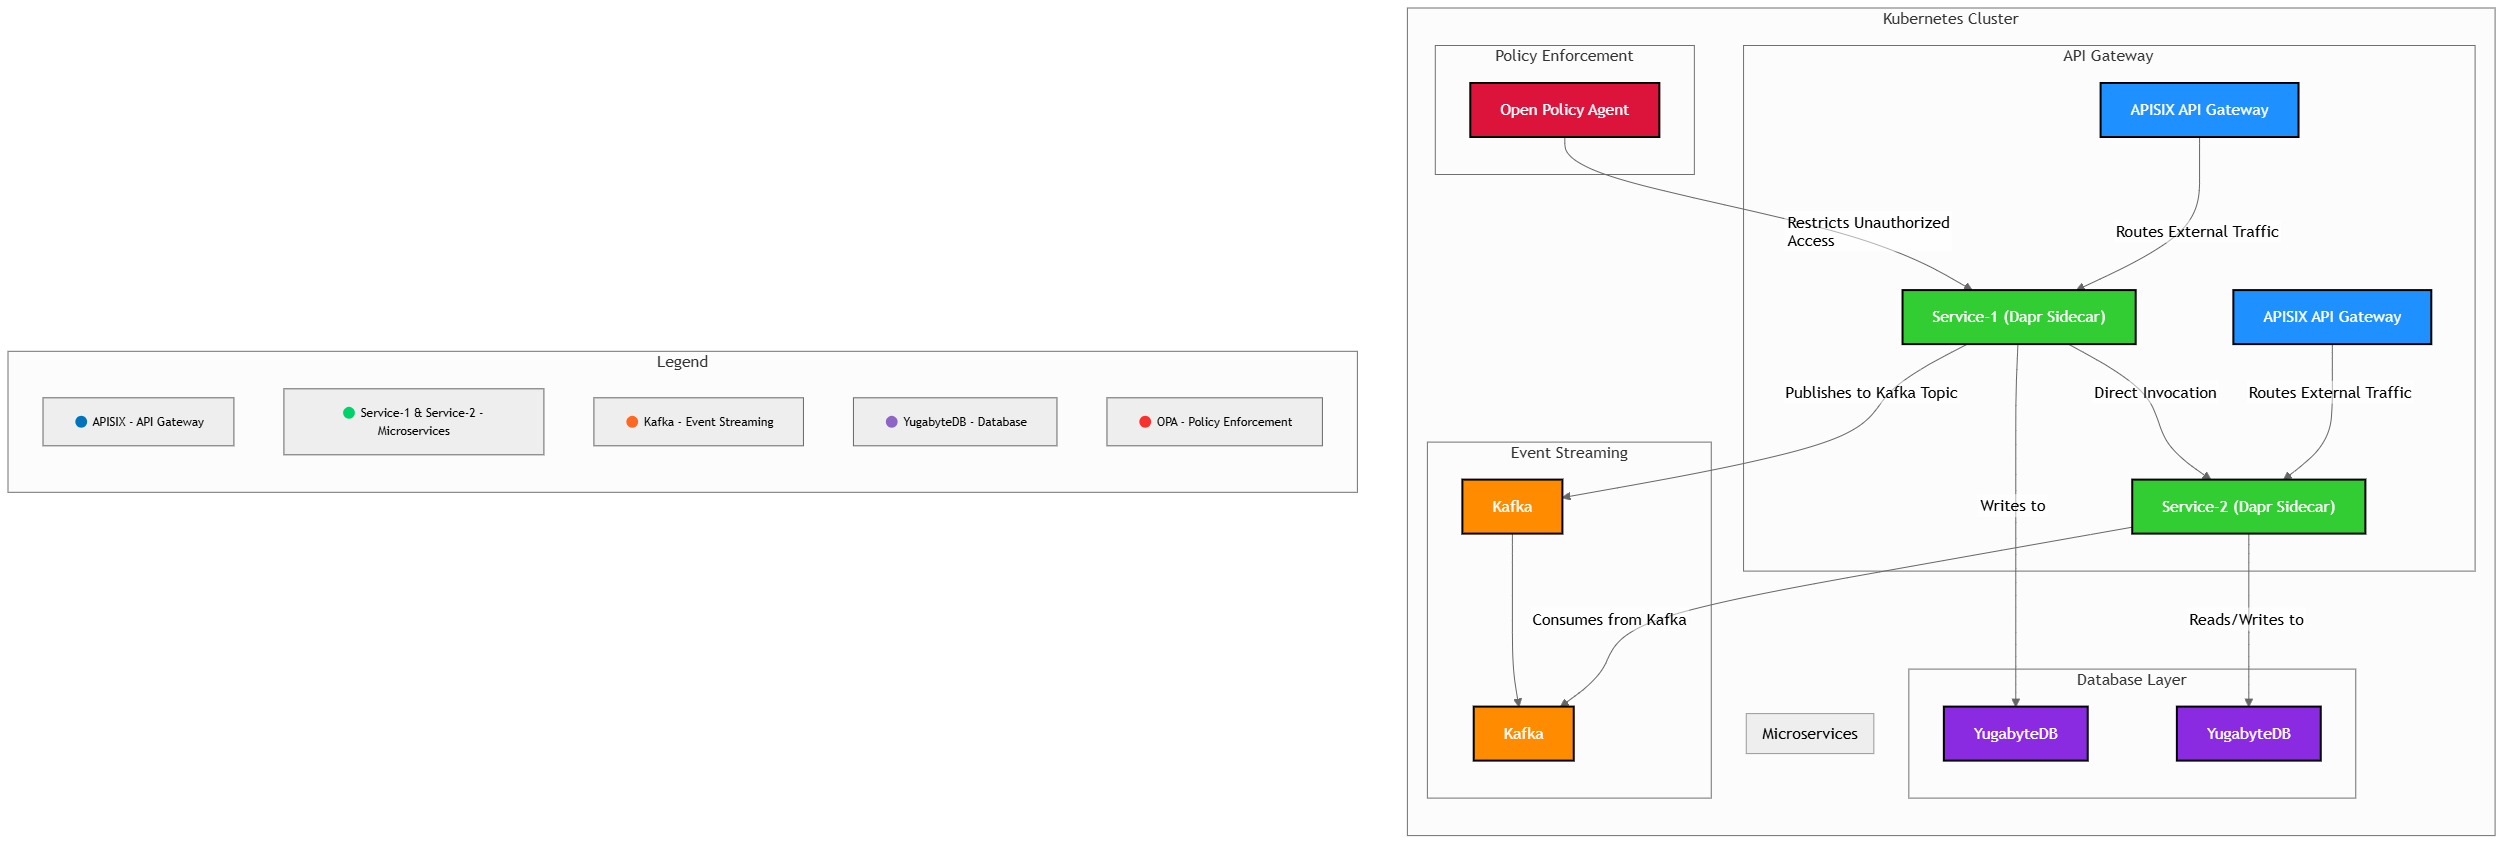 Kubernetes Cluster
Policy Enforcement
API Gateway
Open Policy Agent
APISIX API Gateway
Restricts Unauthorized
Access
Routes External Traffic
Service-1 (Dapr Sidecar)
APISIX API Gateway
Legend
APISIX - API Gateway
Service-1 & Service-2 -
Microservices
Kafka - Event Streaming
YugabyteDB - Database
OPA - Policy Enforcement
Publishes to Kafka Topic
Direct Invocation
Routes External Traffic
Event Streaming
Kafka
Writes to
Service-2 (Dapr Sidecar)
Consumes from Kafka
Reads/Writes to
Database Layer
Kafka
Microservices
YugabyteDB
YugabyteDB